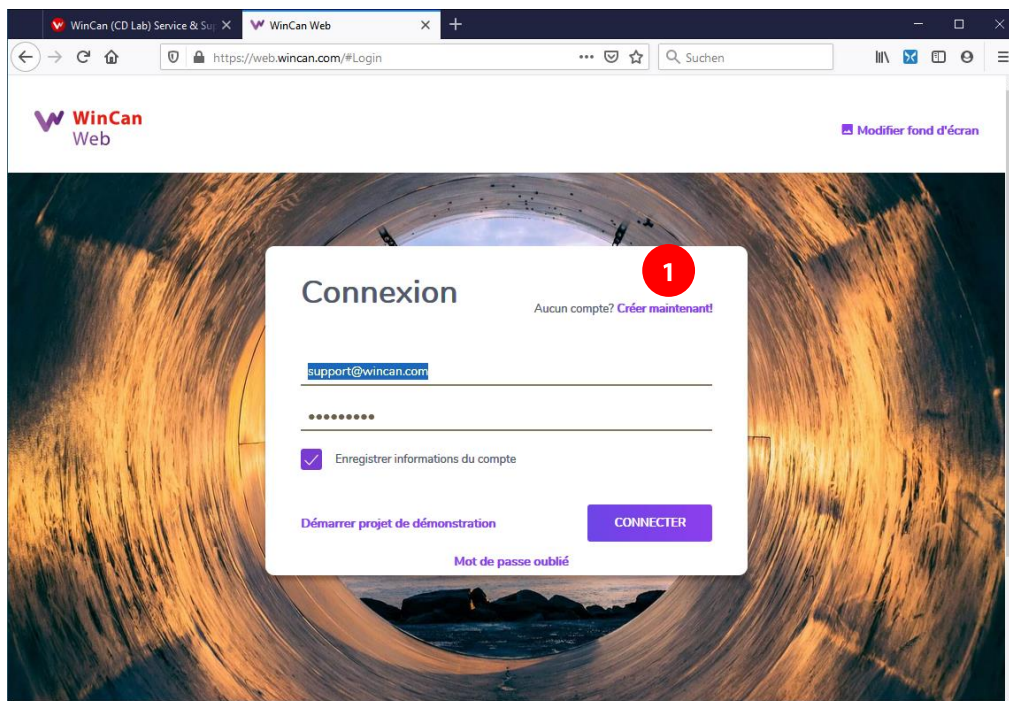 WinCan (CD Lab) Service & Sup
WinCan Web
https://web.wincan.com/#Login
Suchen
WinCan
Web
Modifier fond d'écran
1
Connexion
Aucun compte? Créer maintenant!
support@wincan.com
Enregistrer informations du compte
Démarrer projet de démonstration
CONNECTER
Mot de passe oublié